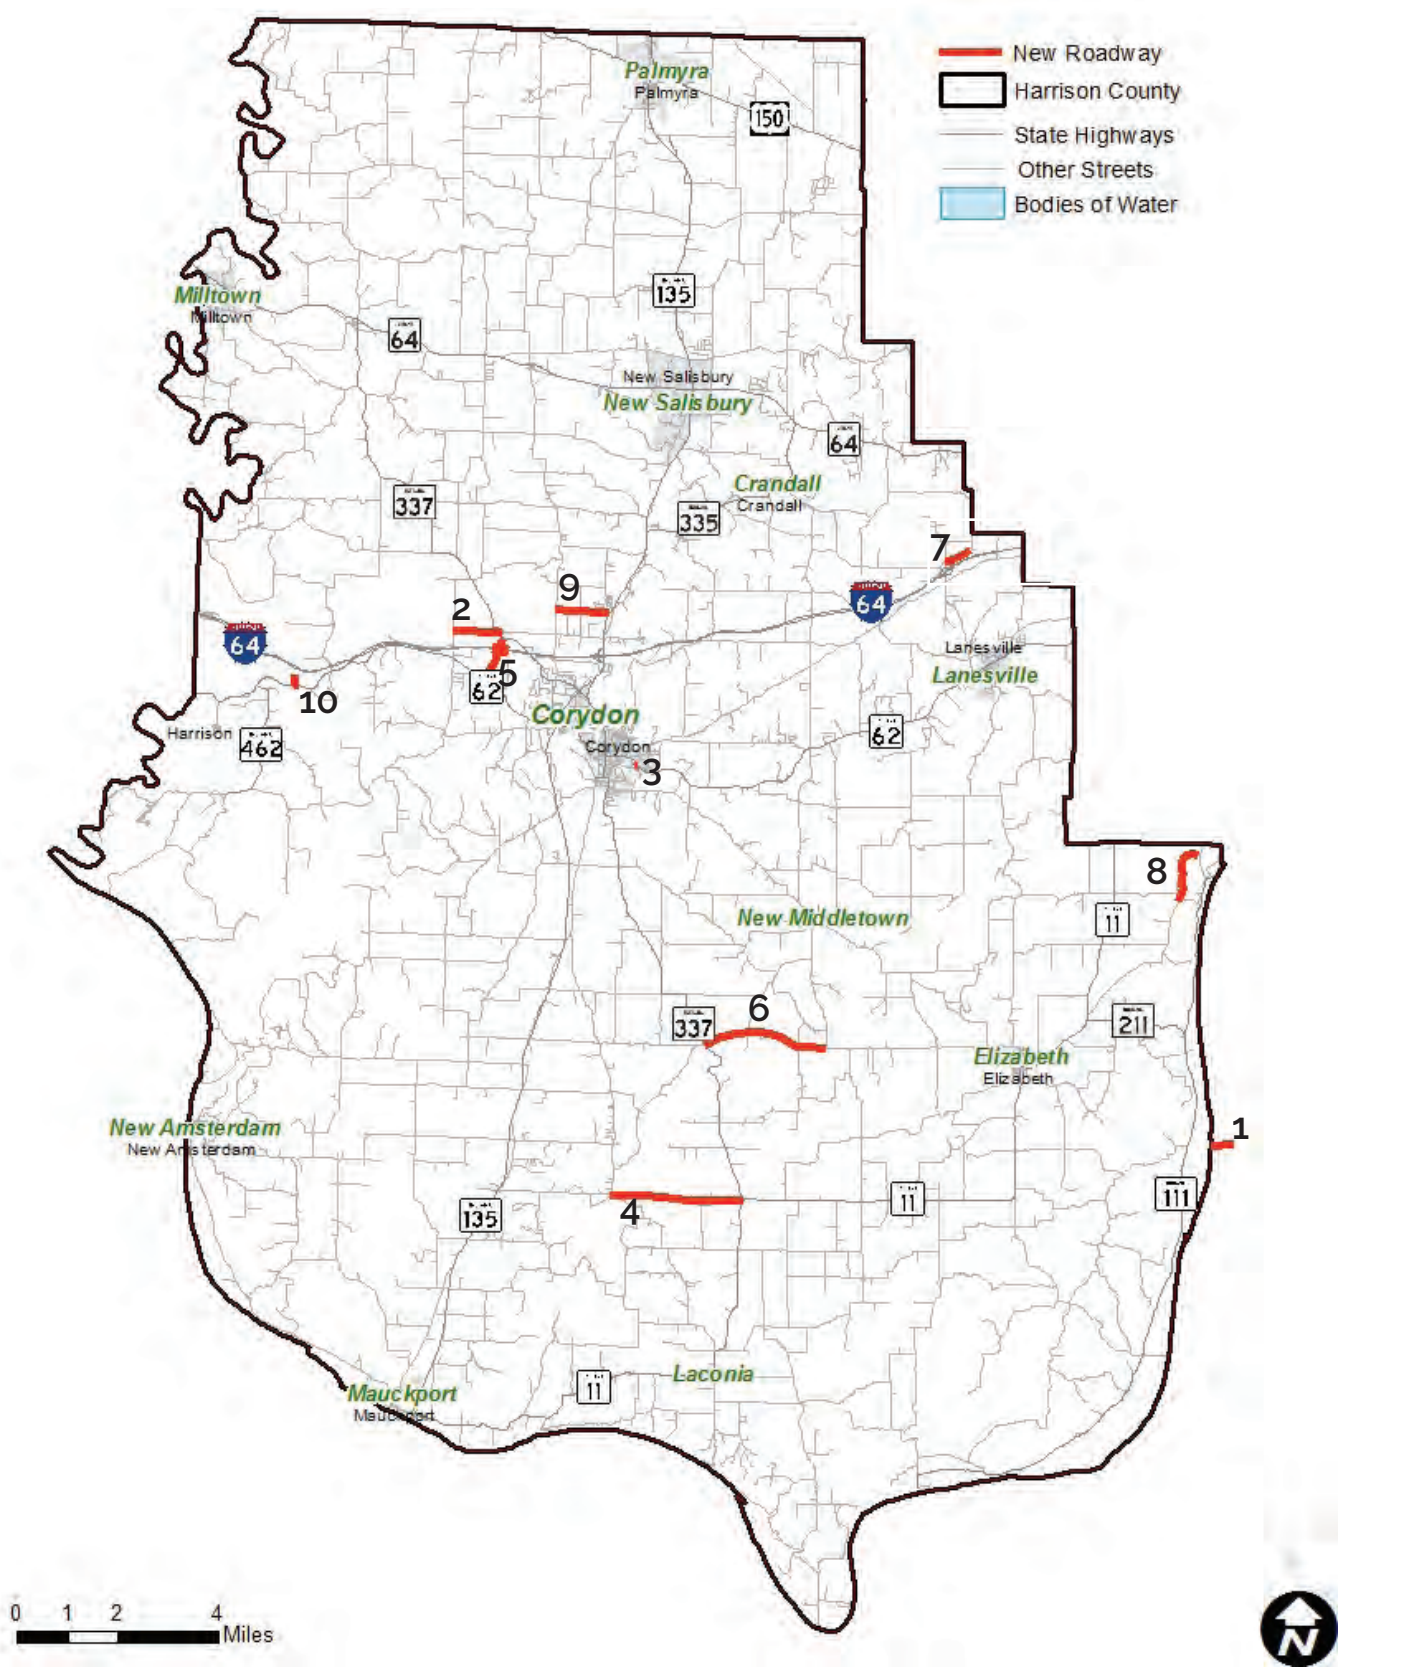 New Roadway
Harrison County
State Highways
Other Streets
Bodies of Water
Palmyra
Palmyra
150
135
Milltown
Milltown
64
New Salisbury
New Salisbury
64
Crandall
Crandall
337
335
7
9
64
2
64
5
62
10
Lanesville
Lanesville
Corydon
Harrison
462
62
Corydon
3
8
New Middletown
11
6
337
211
Elizabeth
Elizabeth
New Amsterdam
New Amsterdam
1
4
11
111
135
Laconia
11
Mauckport
Mauckport
0 1 2 4
Miles
N